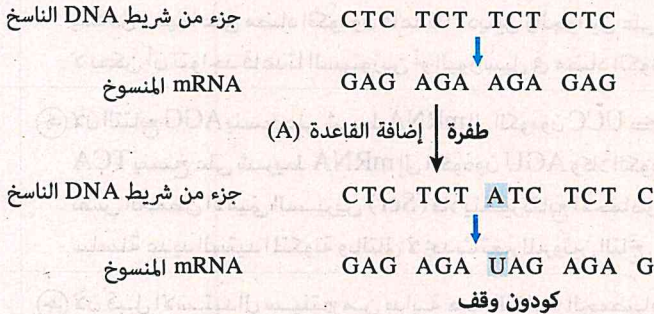 جزء من شريط DNA الناسخ CTC TCT TCT CTC
mRNA المنسوخ GAG AGA AGA GAG
طفرة إضافة القاعدة (A)
جزء من شريط DNA الناسخ CTC TCT ATC TCT C
mRNA المنسوخ GAG AGA UAG AGA G
كودون وقف